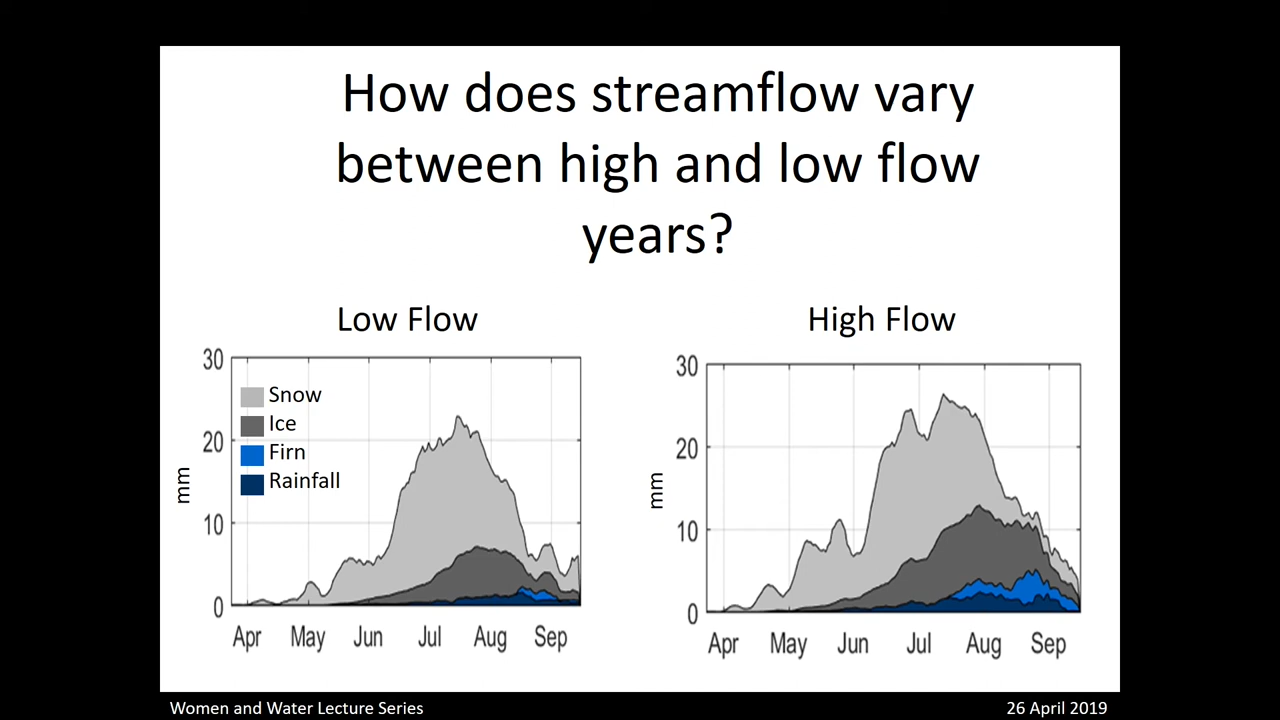 How does streamflow vary
between high and low flow
years?
Low Flow
High Flow
30
20
10
0
mm
Snow
Ice
Firn
Rainfall
Apr May Jun Jul Aug Sep
30
20
10
0
mm
Apr May Jun Jul Aug Sep
Women and Water Lecture Series
26 April 2019